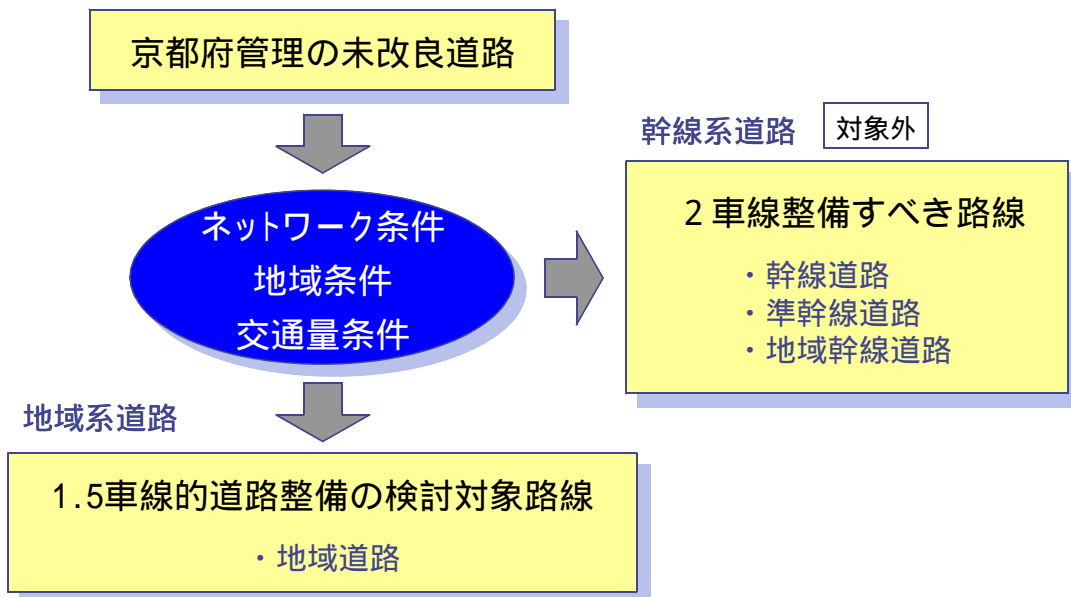 京都府管理の未改良道路
幹線系道路
対象外
ネットワーク条件
地域条件
交通量条件
2車線整備すべき路線
・幹線道路
・準幹線道路
・地域幹線道路
地域系道路
1.5車線的道路整備の検討対象路線
・地域道路